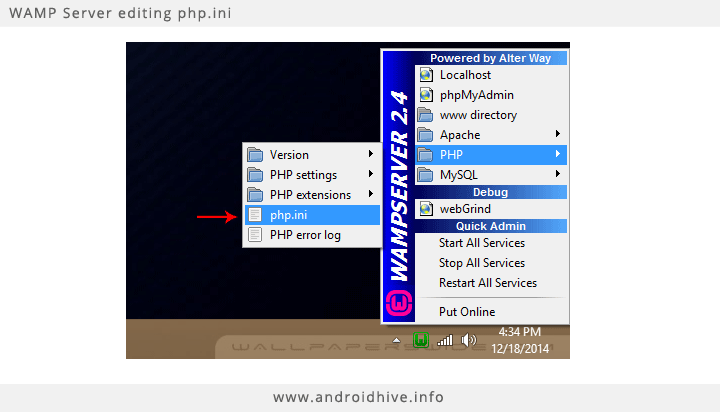 WAMP Server editing php.ini
Powered by Alter Way
Localhost
phpMyAdmin
www directory
Apache
PHP
MySQL
Debug
webGrind
Quick Admin
Start All Services
Stop All Services
Restart All Services
Put Online
WAMPSERVER 2.4
Version
PHP settings
PHP extensions
php.ini
PHP error log
4:34 PM
12/18/2014
www.androidhive.info